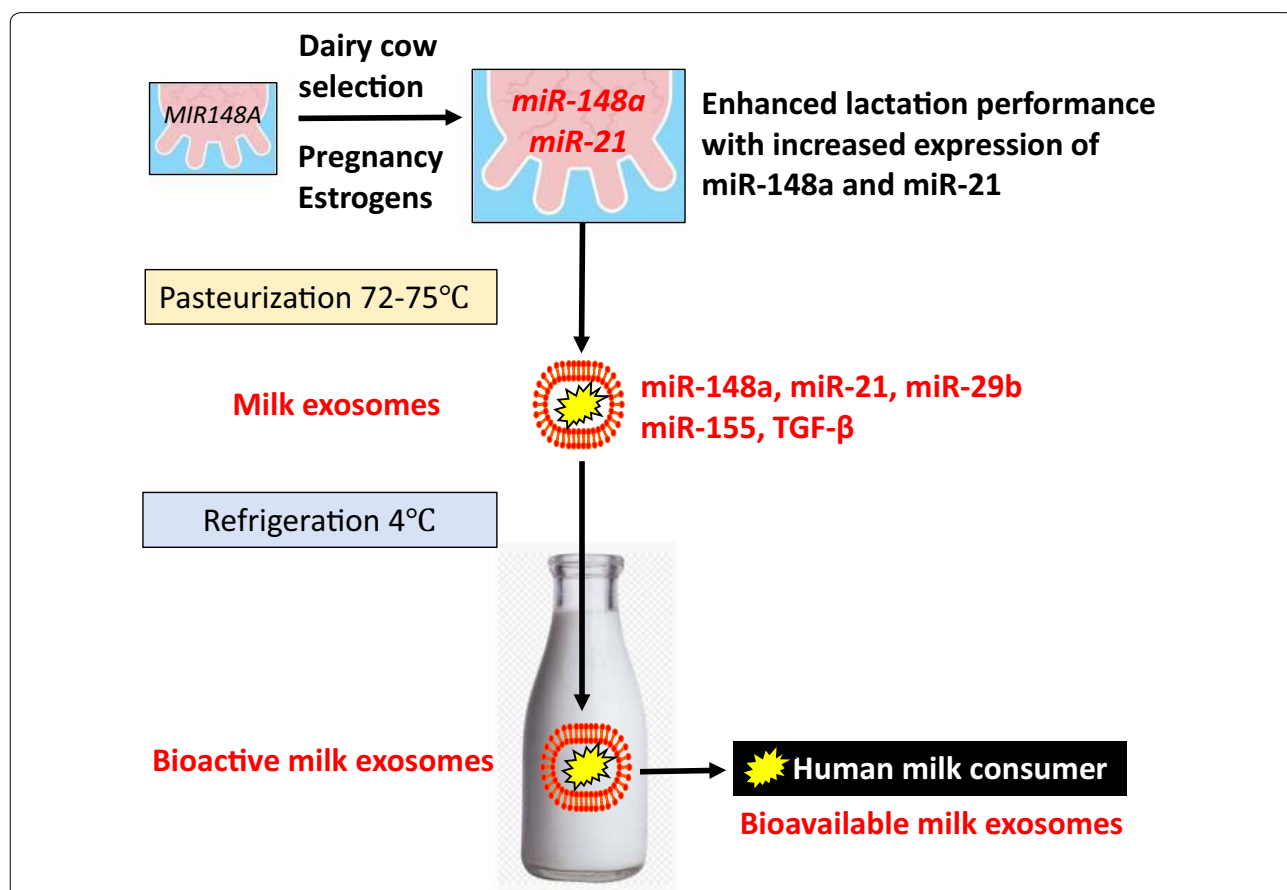 Dairy cow
selection
MIR148A
Pregnancy
Estrogens
miR-148a
miR-21
Enhanced lactation performance
with increased expression of
miR-148a and miR-21
Pasteurization 72-75℃
Milk exosomes
miR-148a, miR-21, miR-29b
miR-155, TGF-β
Refrigeration 4℃
Bioactive milk exosomes
Human milk consumer
Bioavailable milk exosomes